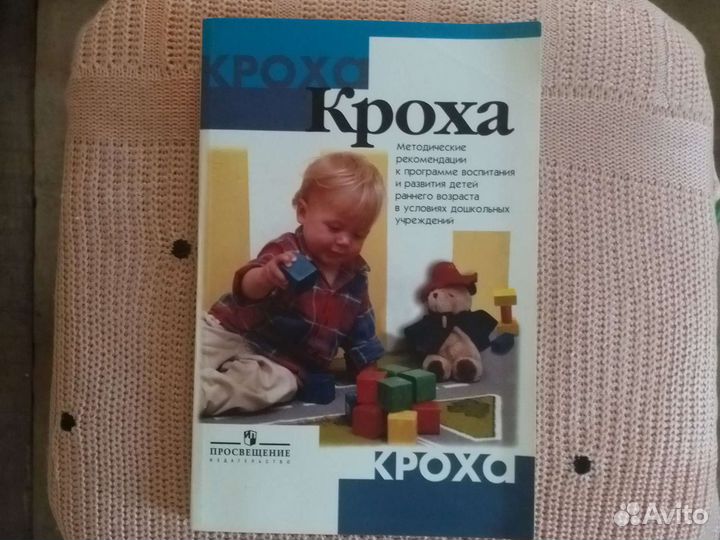 кроха
Кроха
Методические
рекомендации
к программе воспитания
и развития детей
раннего возраста
в условиях дошкольных
учреждений
ПРОСВЕЩЕНИЕ
ИЗДАТЕЛЬСТВО
кроха
Avito